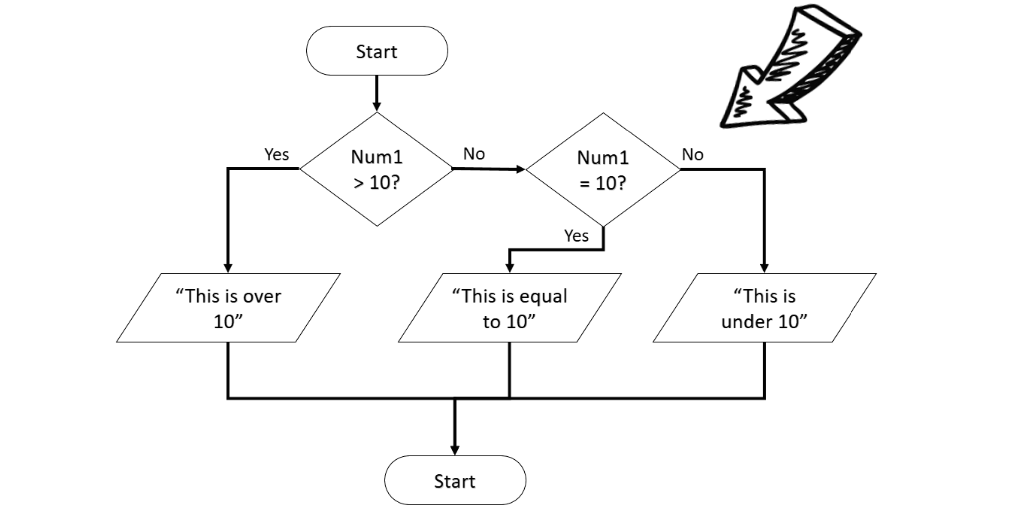 Start
Yes
Num1
> 10?
No
Num1
= 10?
No
Yes
“This is over
10”
“This is equal
to 10”
“This is
under 10”
Start